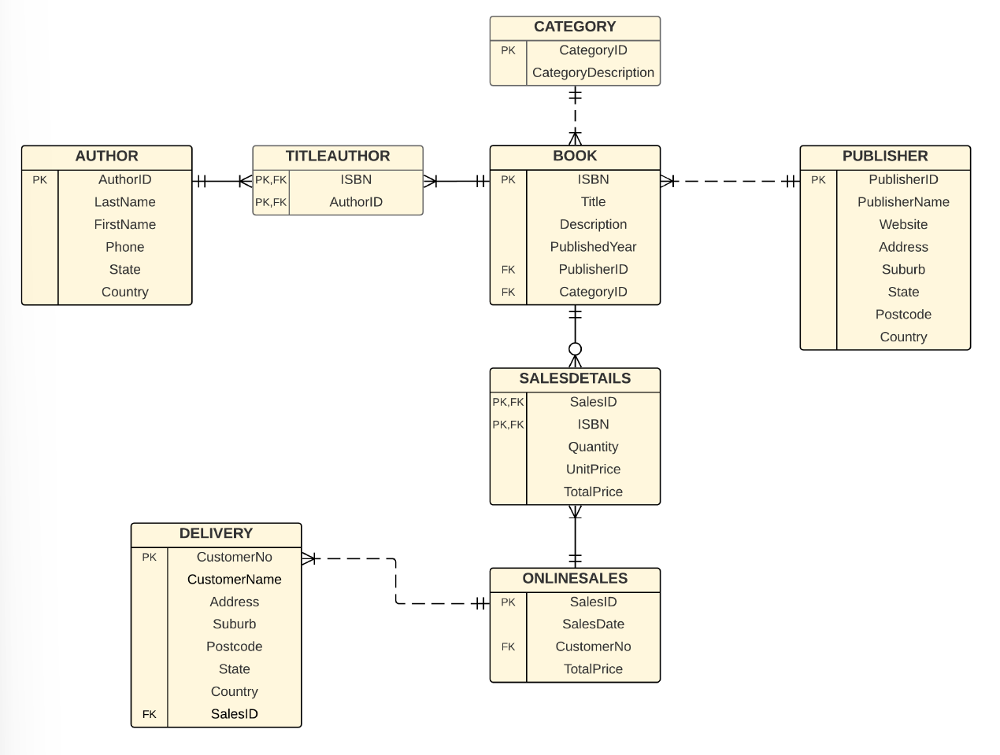 CATEGORY
PK CategoryID
CategoryDescription
AUTHOR
PK AuthorID
LastName
FirstName
Phone
State
Country
TITLEAUTHOR
PK,FK ISBN
PK,FK AuthorID
BOOK
PK ISBN
Title
Description
PublishedYear
FK PublisherID
FK CategoryID
PUBLISHER
PK PublisherID
PublisherName
Website
Address
Suburb
State
Postcode
Country
SALESDETAILS
PK,FK SalesID
PK,FK ISBN
Quantity
UnitPrice
TotalPrice
DELIVERY
PK CustomerNo
CustomerName
Address
Suburb
Postcode
State
Country
FK SalesID
ONLINESALES
PK SalesID
SalesDate
FK CustomerNo
TotalPrice